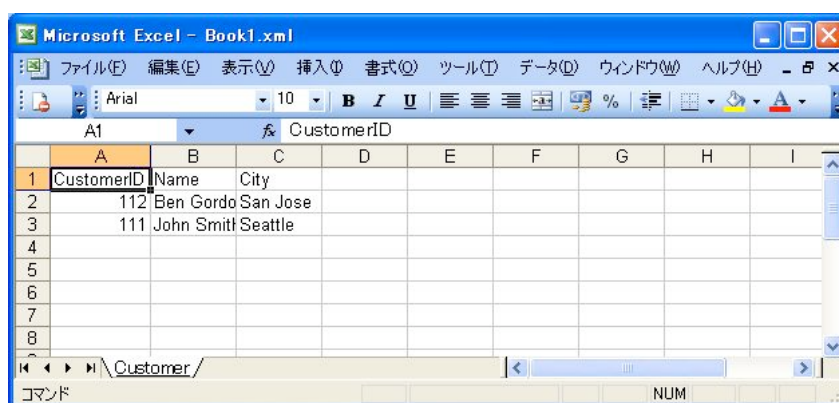 Microsoft Excel - Book1.xml
ファイル(F) 編集(E) 表示(V) 挿入(I) 書式(O) ツール(T) データ(D) ウィンドウ(W) ヘルプ(H)
Arial 10 B I U %
A1 fx CustomerID
A B C D E F G H I
1 CustomerID Name City
2 112 Ben Gordo San Jose
3 111 John Smit Seattle
4
5
6
7
8
Customer
コマンド NUM